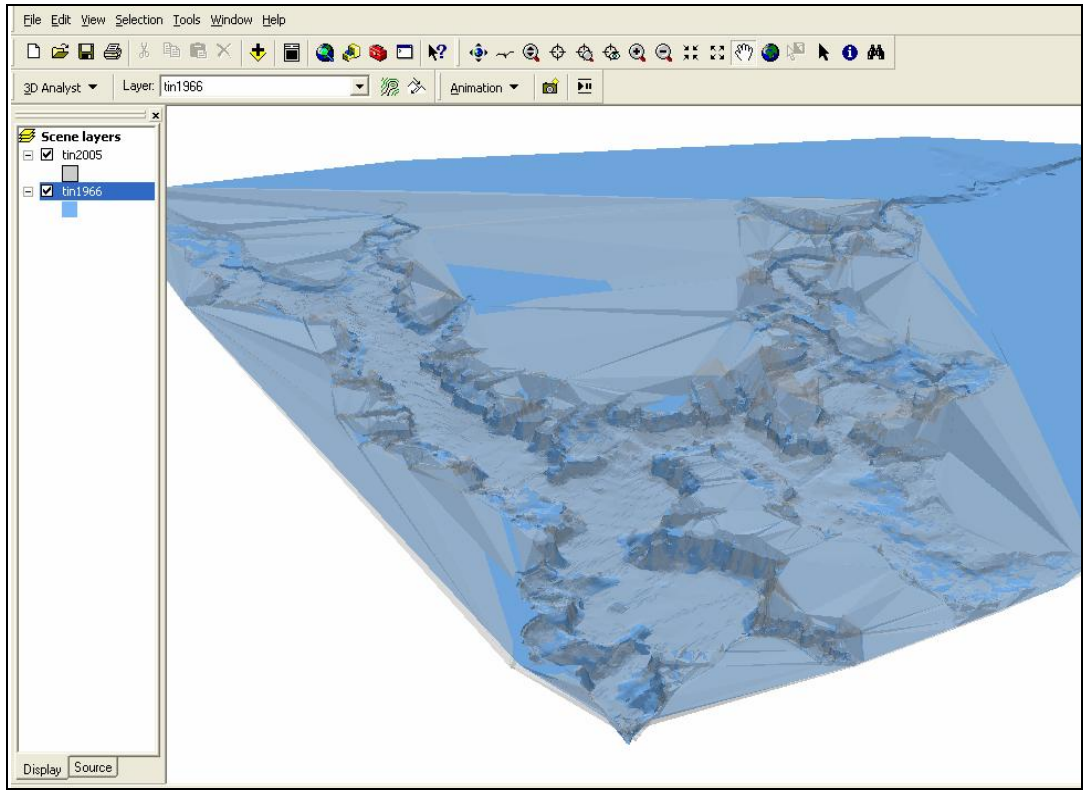 File Edit View Selection Tools Window Help
3D Analyst Layer: tin1966 Animation
Scene layers
tin2005
tin1966
Display Source